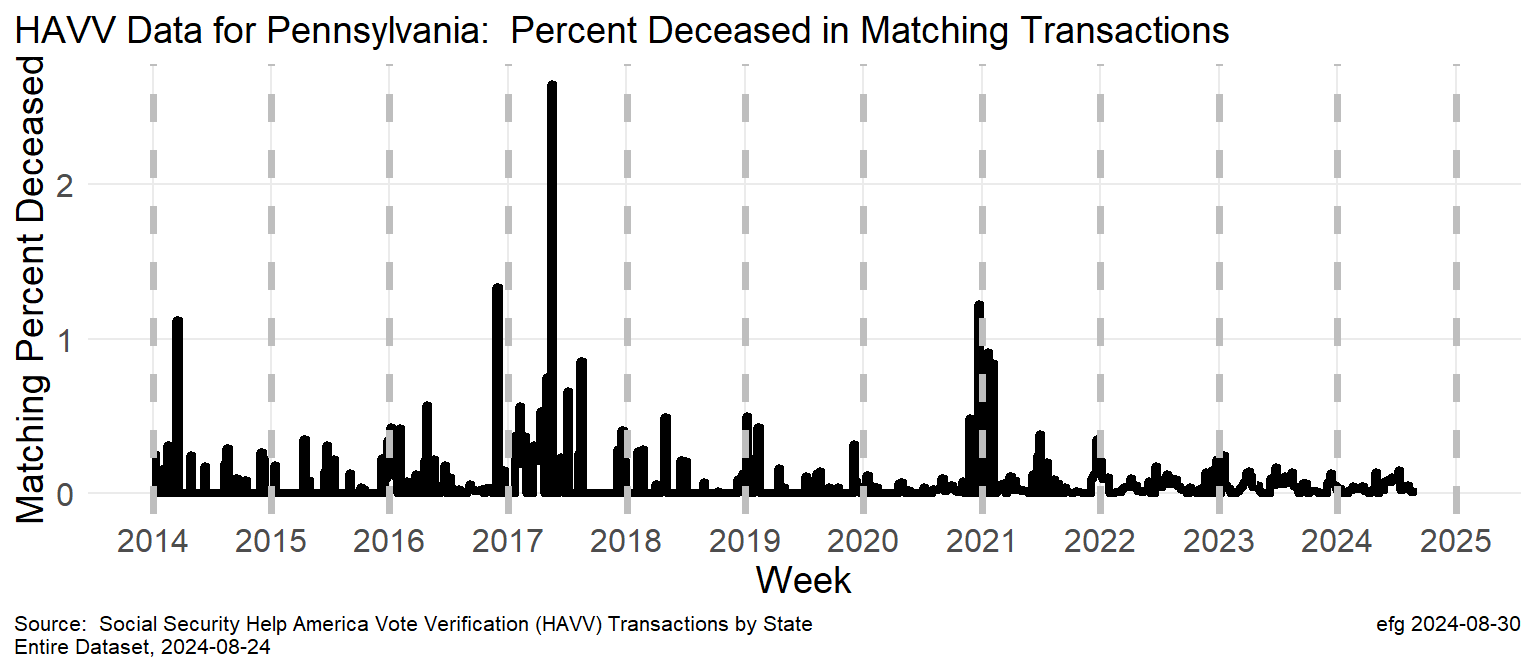 HAVV Data for Pennsylvania:  Percent Deceased in Matching Transactions
Matching Percent Deceased
2
1
0
2014 2015 2016 2017 2018 2019 2020 2021 2022 2023 2024 2025
Week
Source:  Social Security Help America Vote Verification (HAVV) Transactions by State
Entire Dataset, 2024-08-24
efg 2024-08-30